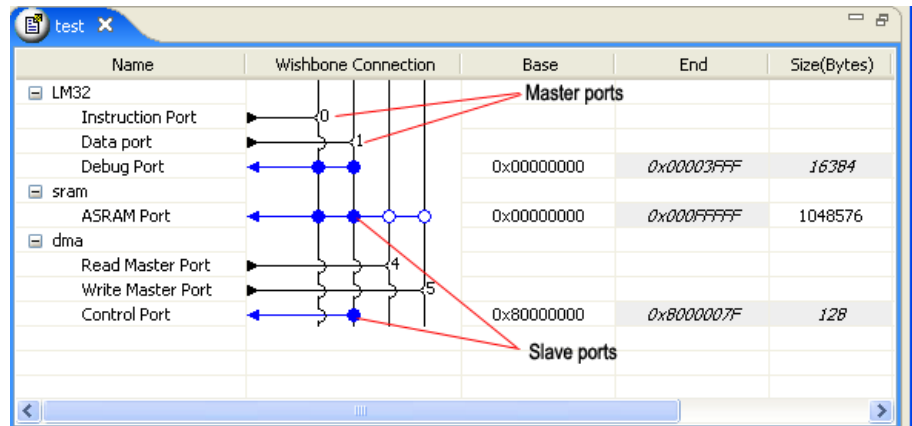 test
Name Wishbone Connection Base End Size(Bytes)
LM32 Master ports
Instruction Port 0
Data port 1
Debug Port 0x00000000 0x00003FFF 16384
sram
ASRAM Port 0x00000000 0x000FFFFF 1048576
dma
Read Master Port 4
Write Master Port 5
Control Port 0x80000000 0x8000007F 128
Slave ports